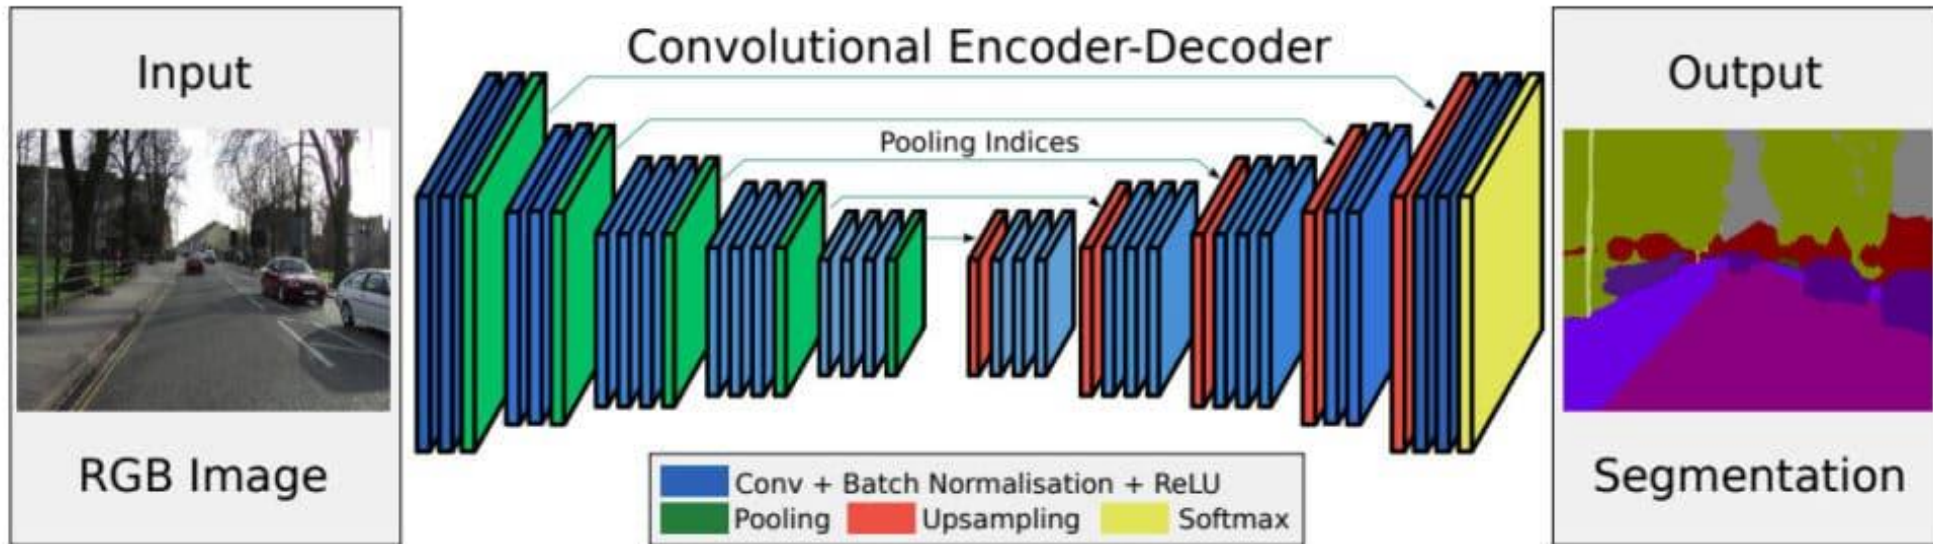 Input
RGB Image
Convolutional Encoder-Decoder
Pooling Indices
Conv + Batch Normalisation + ReLU
Pooling Upsampling Softmax
Output
Segmentation